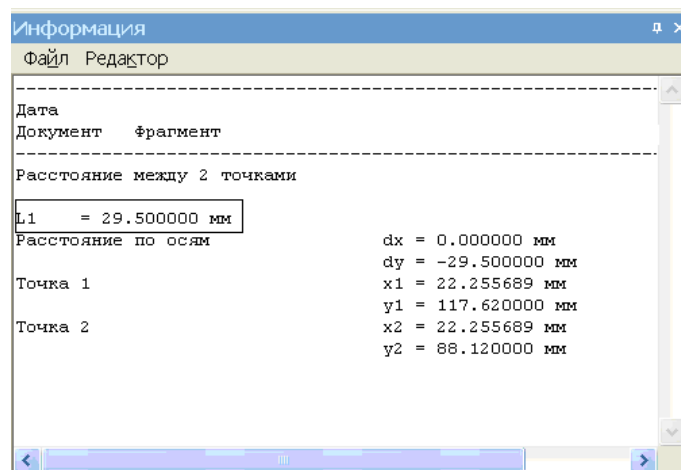 Информация
Файл Редактор
--------------------------------------------------------------
Дата
Документ Фрагмент
--------------------------------------------------------------
Расстояние между 2 точками
L1 = 29.500000 мм
Расстояние по осям dx = 0.000000 мм
dy = -29.500000 мм
Точка 1 x1 = 22.255689 мм
y1 = 117.620000 мм
Точка 2 x2 = 22.255689 мм
y2 = 88.120000 мм